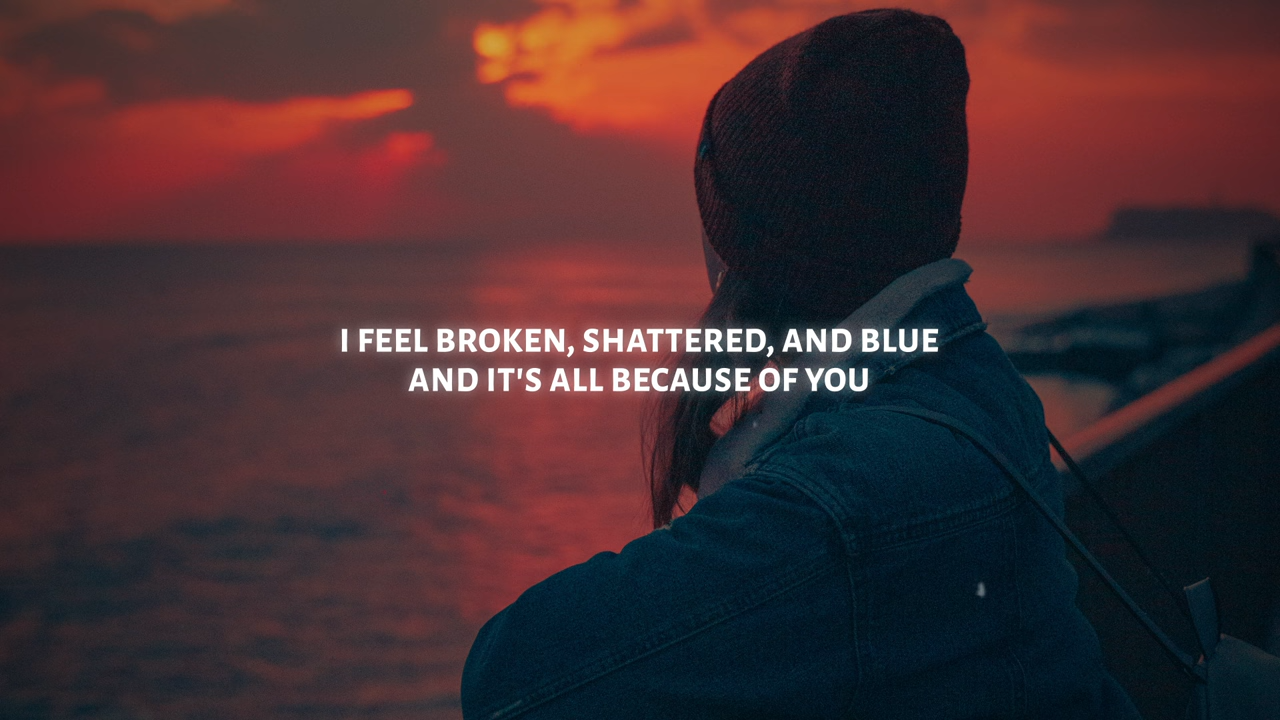 I FEEL BROKEN, SHATTERED, AND BLUE
AND IT'S ALL BECAUSE OF YOU